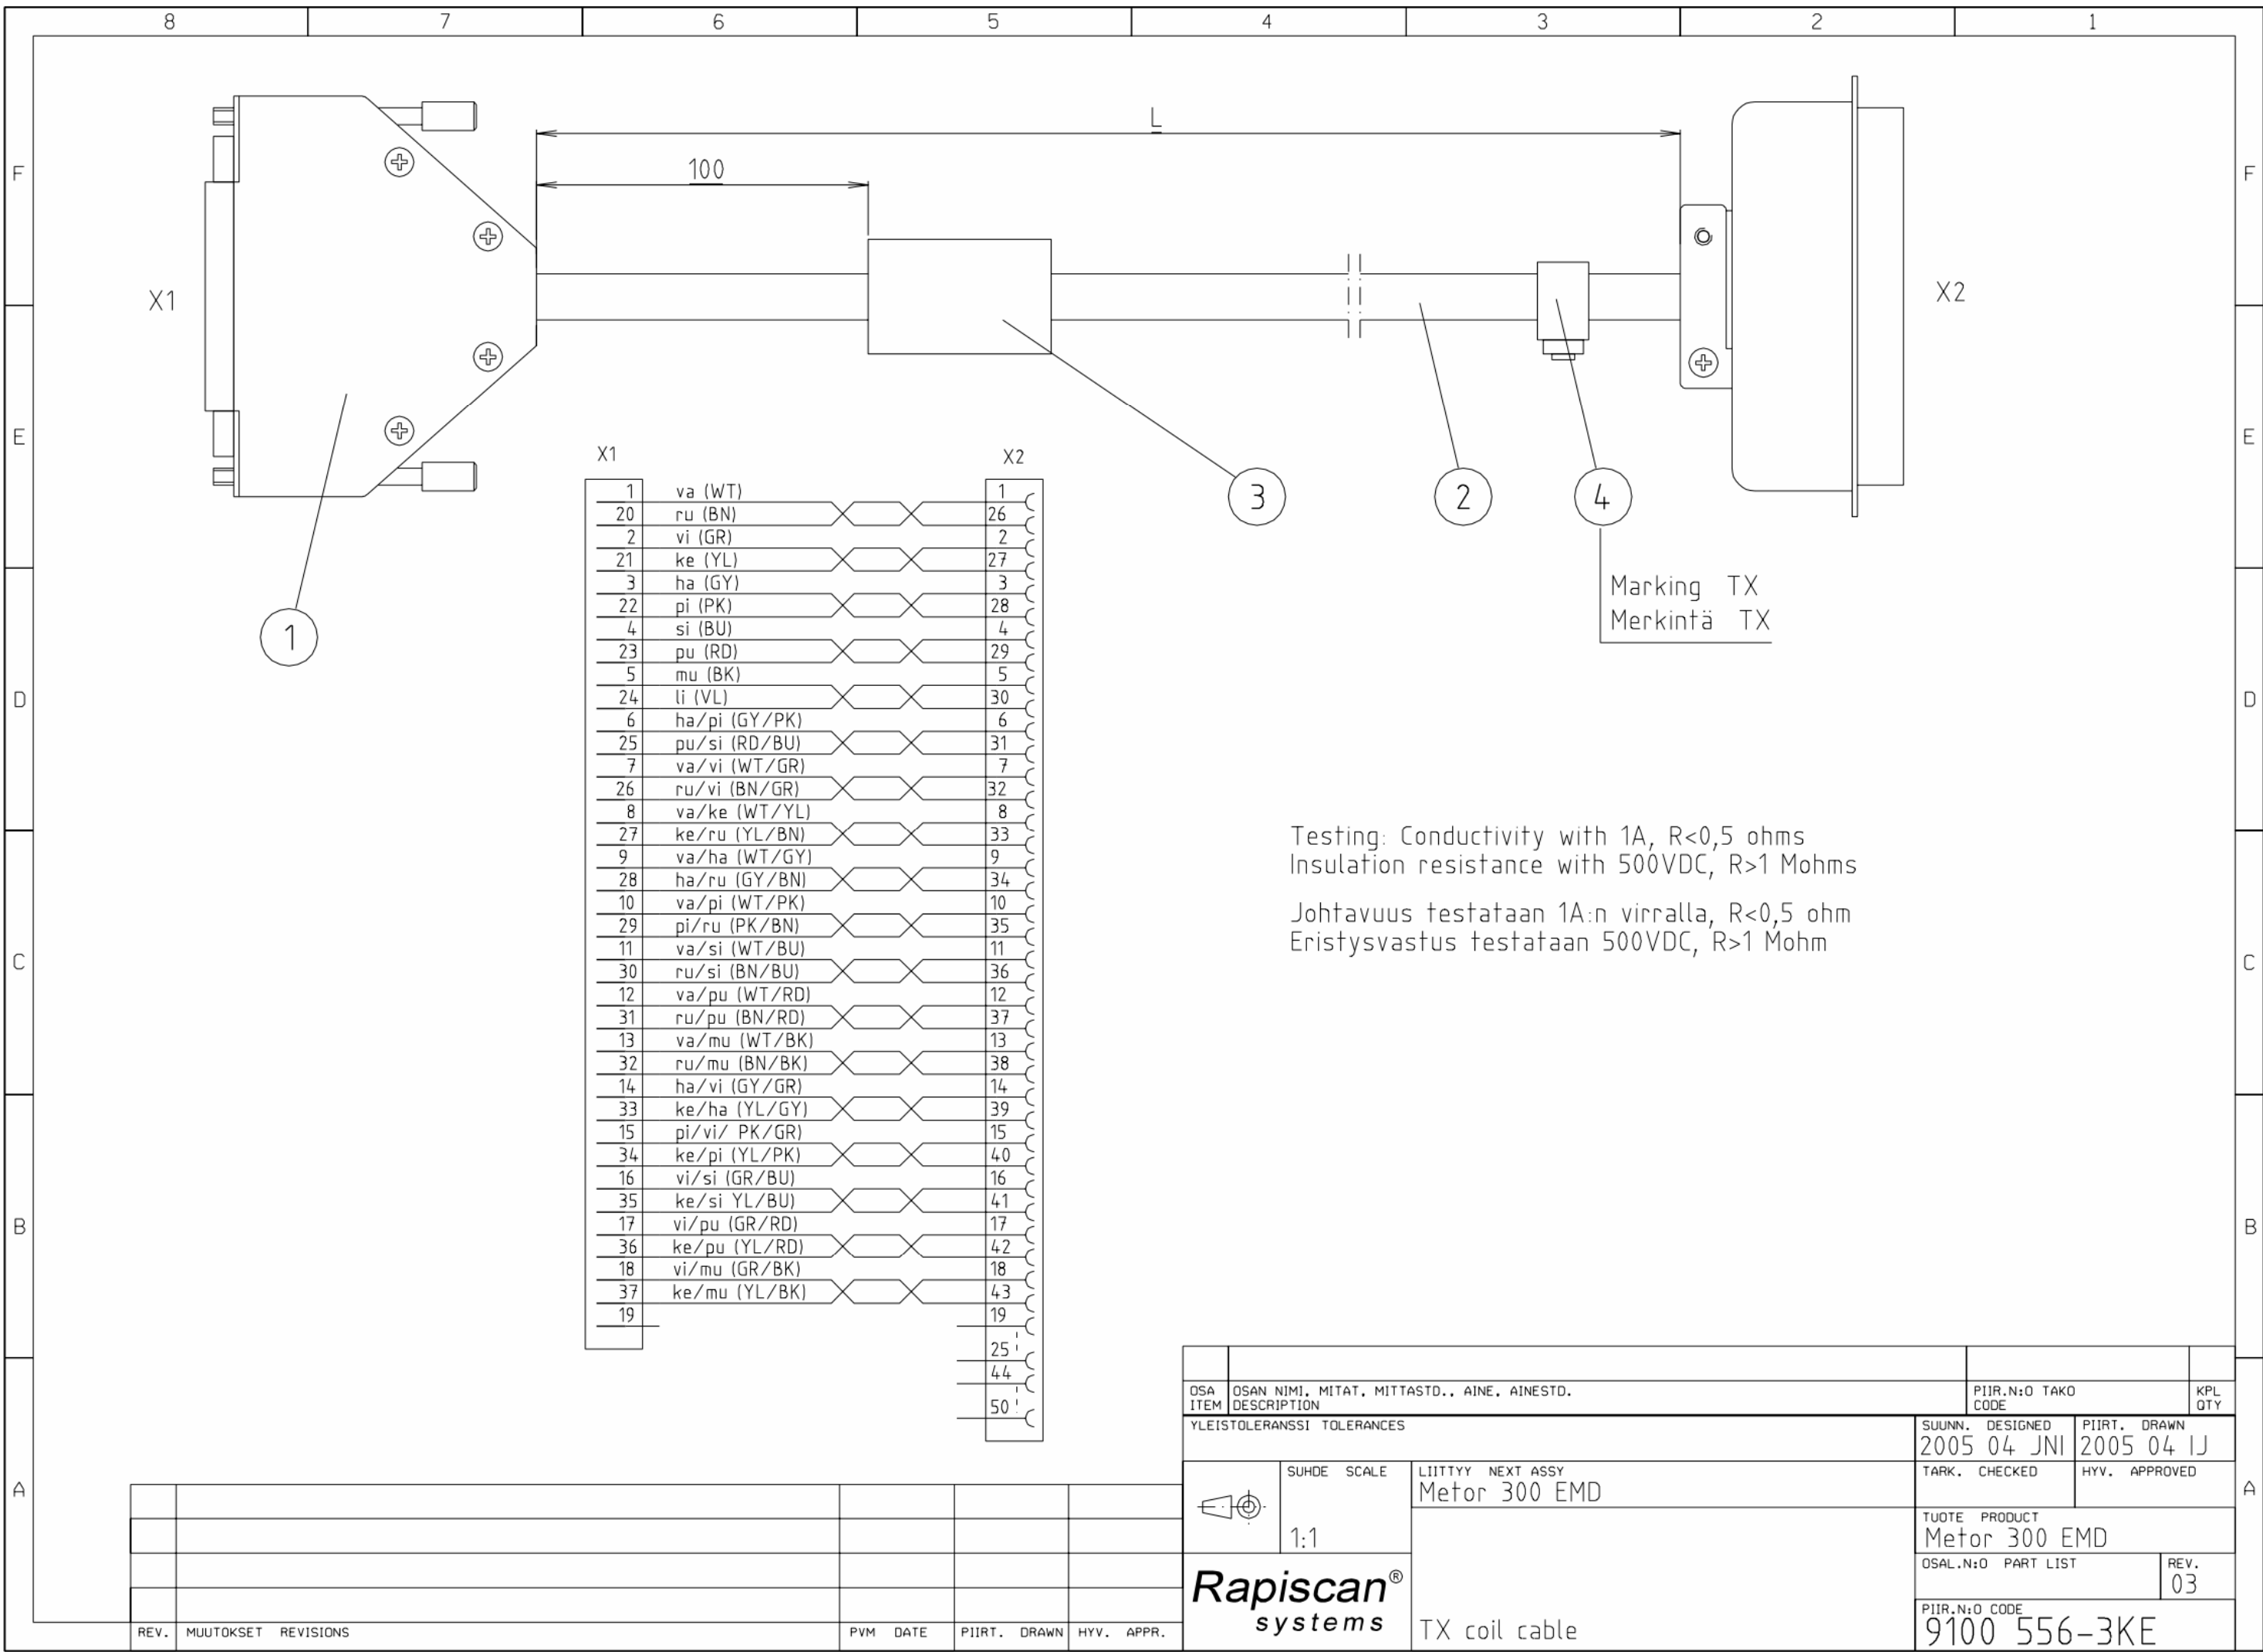 8 7 6 5 4 3 2 1
F F
E E
D D
C C
B B
A A
L
100
X1
X2
1
3
2
4
Marking TX
Merkintä TX
X1 X2
1 va (WT) 1
20 ru (BN) 26
2 vi (GR) 2
21 ke (YL) 27
3 ha (GY) 3
22 pi (PK) 28
4 si (BU) 4
23 pu (RD) 29
5 mu (BK) 5
24 li (VL) 30
6 ha/pi (GY/PK) 6
25 pu/si (RD/BU) 31
7 va/vi (WT/GR) 7
26 ru/vi (BN/GR) 32
8 va/ke (WT/YL) 8
27 ke/ru (YL/BN) 33
9 va/ha (WT/GY) 9
28 ha/ru (GY/BN) 34
10 va/pi (WT/PK) 10
29 pi/ru (PK/BN) 35
11 va/si (WT/BU) 11
30 ru/si (BN/BU) 36
12 va/pu (WT/RD) 12
31 ru/pu (BN/RD) 37
13 va/mu (WT/BK) 13
32 ru/mu (BN/BK) 38
14 ha/vi (GY/GR) 14
33 ke/ha (YL/GY) 39
15 pi/vi/ PK/GR) 15
34 ke/pi (YL/PK) 40
16 vi/si (GR/BU) 16
35 ke/si YL/BU) 41
17 vi/pu (GR/RD) 17
36 ke/pu (YL/RD) 42
18 vi/mu (GR/BK) 18
37 ke/mu (YL/BK) 43
19 19
25
44
50
Testing: Conductivity with 1A, R<0,5 ohms
Insulation resistance with 500VDC, R>1 Mohms
Johtavuus testataan 1A:n virralla, R<0,5 ohm
Eristysvastus testataan 500VDC, R>1 Mohm
OSA OSAN NIMI, MITAT, MITTASTD., AINE, AINESTD. PIIR.N:O TAKO KPL
ITEM DESCRIPTION CODE QTY
YLEISTOLERANSSI TOLERANCES
SUUNN. DESIGNED PIIRT. DRAWN
2005 04 JNI 2005 04 IJ
SUHDE SCALE LIITTYY NEXT ASSY TARK. CHECKED HYV. APPROVED
Metor 300 EMD
1:1
TUOTE PRODUCT
Metor 300 EMD
OSAL.N:O PART LIST REV.
03
Rapiscan®
systems
TX coil cable
PIIR.N:O CODE
9100 556-3KE
REV. MUUTOKSET REVISIONS PVM DATE PIIRT. DRAWN HYV. APPR.